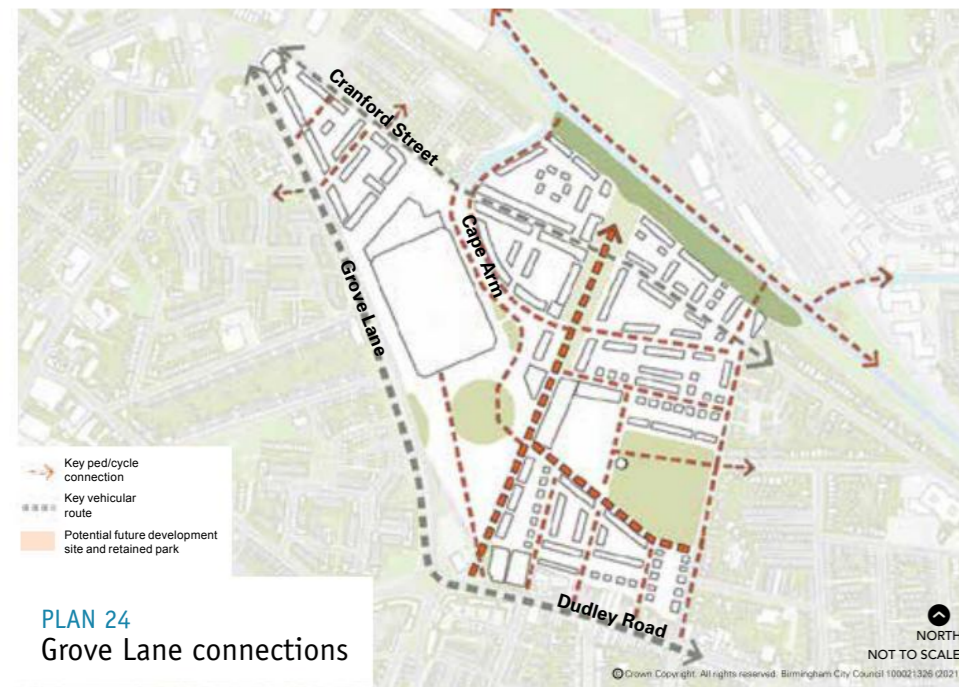 Cranford Street
Cape Arm
Grove Lane
Dudley Road
Key ped/cycle
connection
Key vehicular
route
Potential future development
site and retained park
PLAN 24
Grove Lane connections
NORTH
NOT TO SCALE
© Crown Copyright. All rights reserved. Birmingham City Council 100021326 (2021